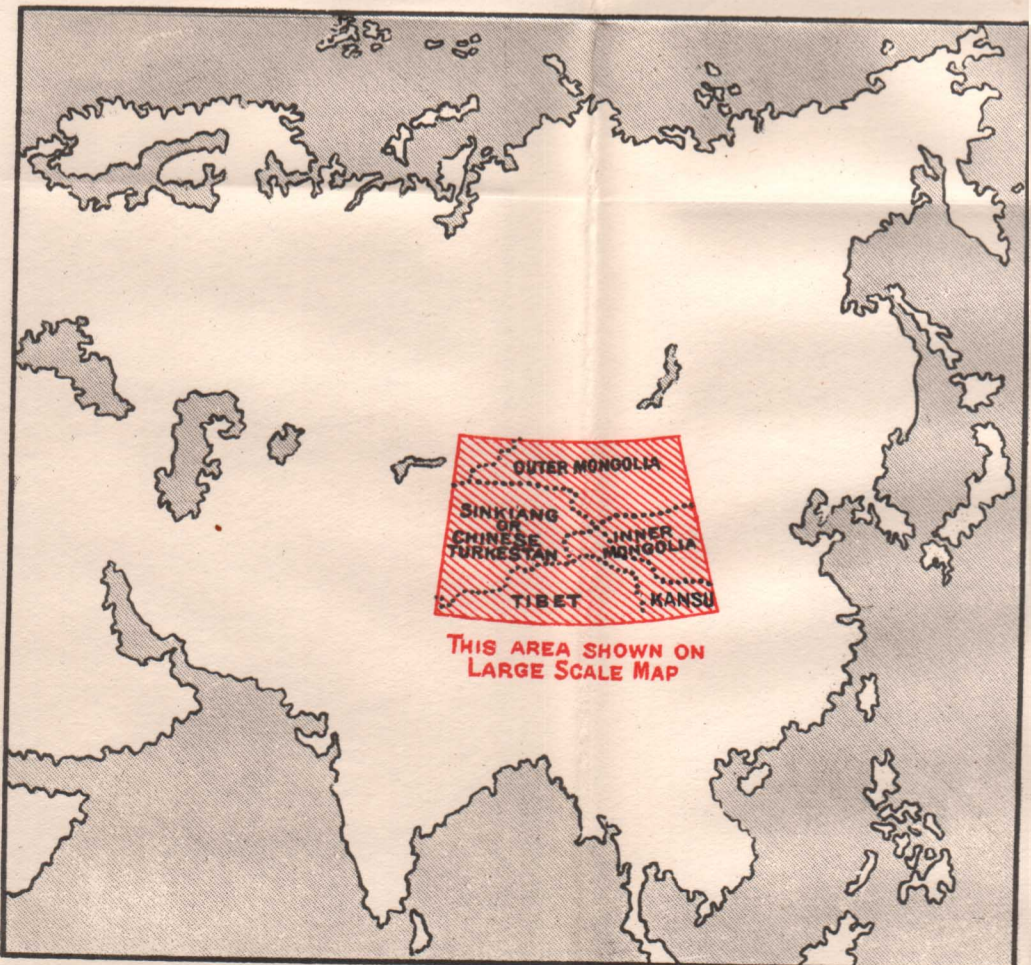 OUTER MONGOLIA
SINKIANG
OR
CHINESE
TURKESTAN
INNER
MONGOLIA
TIBET
KANSU
THIS AREA SHOWN ON
LARGE SCALE MAP